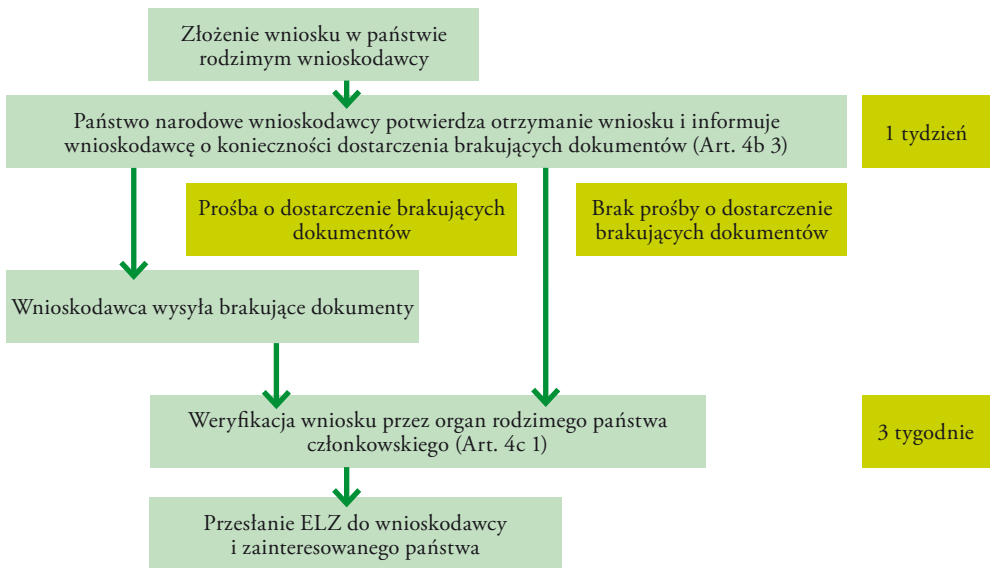 Złożenie wniosku w państwie
rodzimym wnioskodawcy
Państwo narodowe wnioskodawcy potwierdza otrzymanie wniosku i informuje
wnioskodawcę o konieczności dostarczenia brakujących dokumentów (Art. 4b 3)
1 tydzień
Prośba o dostarczenie brakujących
dokumentów
Brak prośby o dostarczenie
brakujących dokumentów
Wnioskodawca wysyła brakujące dokumenty
Weryfikacja wniosku przez organ rodzimego państwa
członkowskiego (Art. 4c 1)
3 tygodnie
Przesłanie ELZ do wnioskodawcy
i zainteresowanego państwa